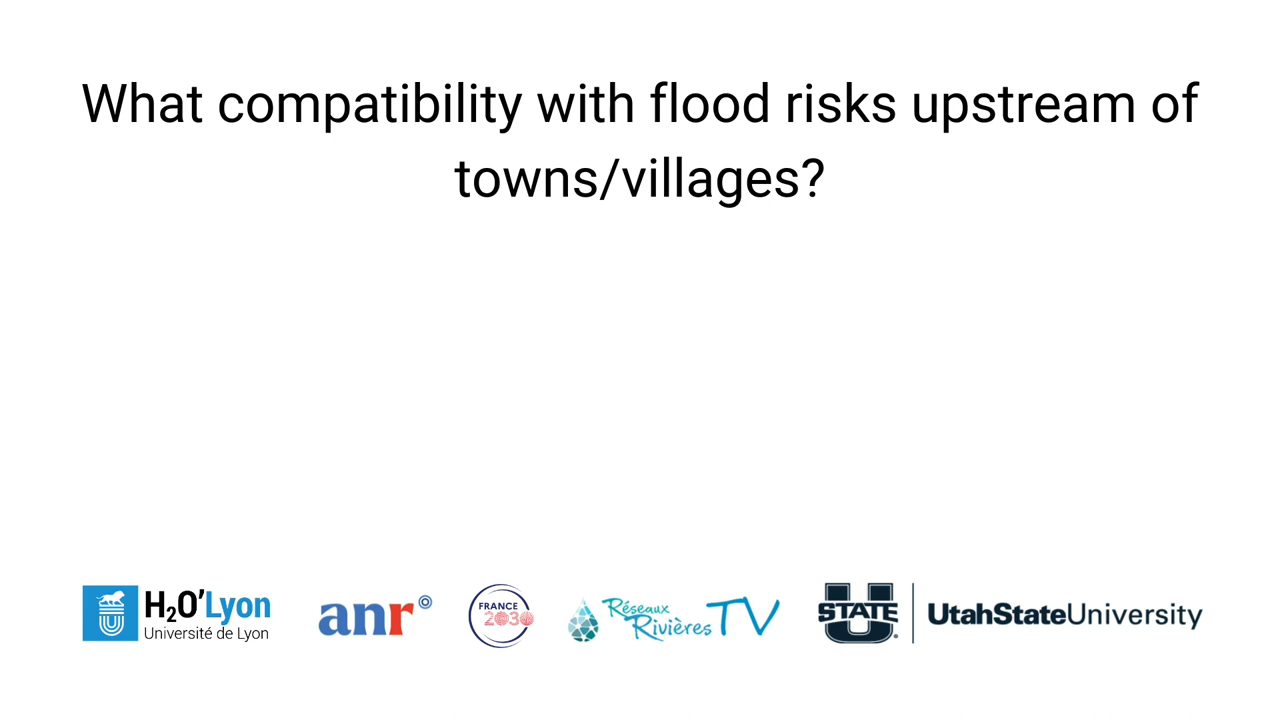 What compatibility with flood risks upstream of
towns/villages?
H₂O'Lyon
Université de Lyon
anr
FRANCE
2030
Réseaux
Rivières TV
U
STATE
UtahStateUniversity